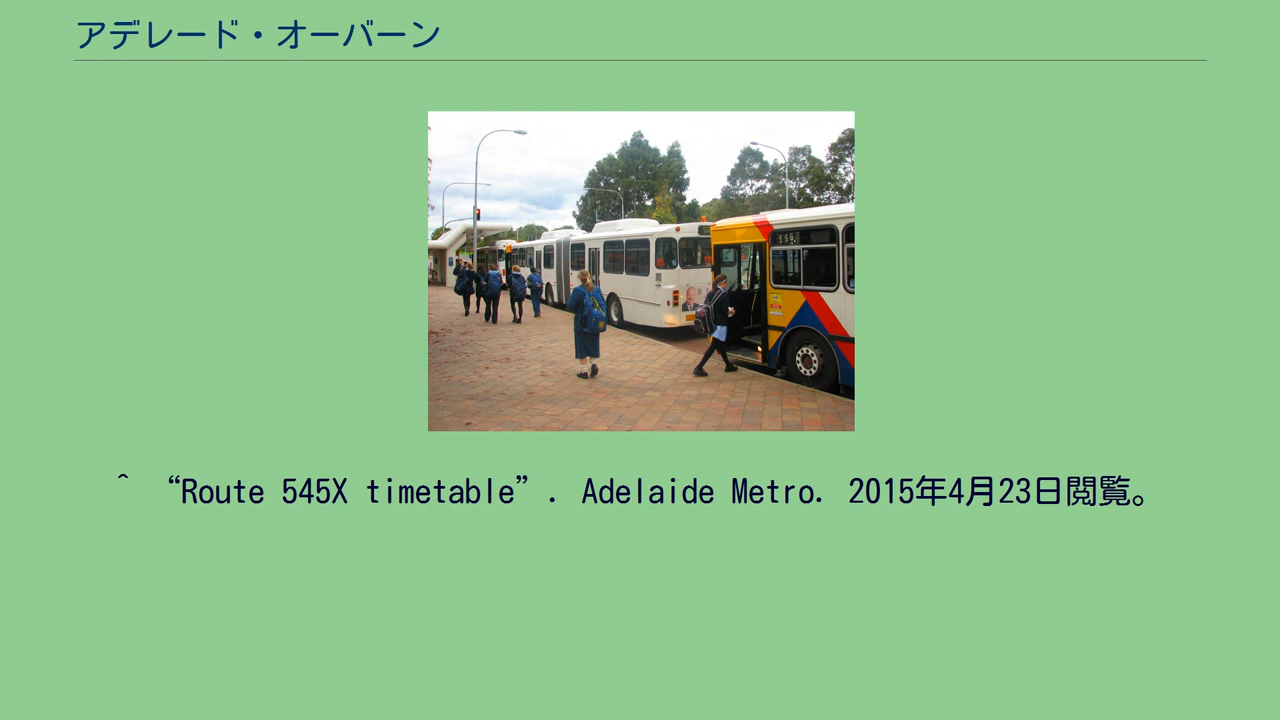 アデレード・オーバーン
^ “Route 545X timetable”. Adelaide Metro. 2015年4月23日閲覧。